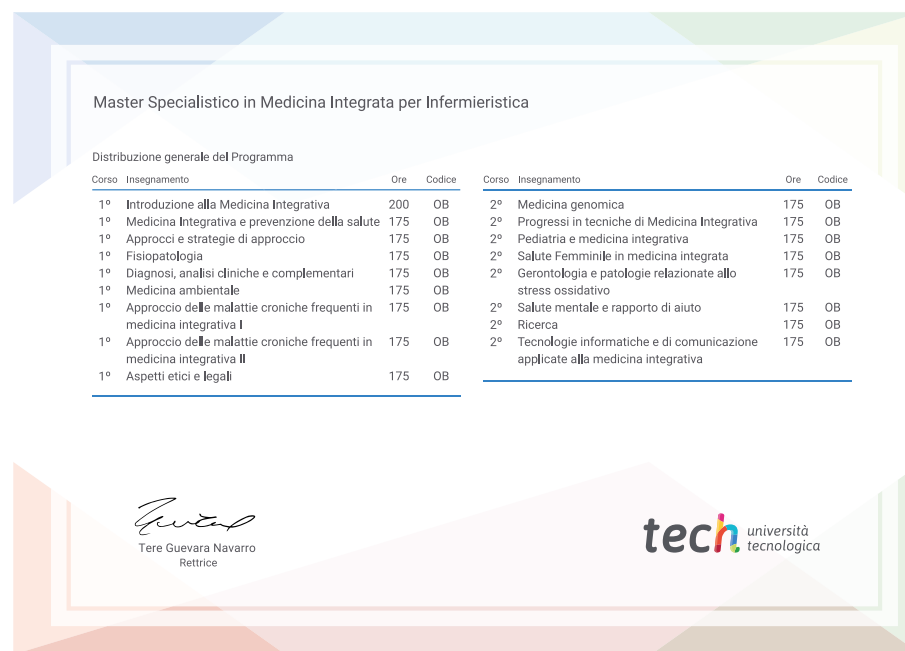 Master Specialistico in Medicina Integrata per Infermieristica
Distribuzione generale del Programma
Corso Insegnamento Ore Codice
1º Introduzione alla Medicina Integrativa 200 OB
1º Medicina Integrativa e prevenzione della salute 175 OB
1º Approcci e strategie di approccio 175 OB
1º Fisiopatologia 175 OB
1º Diagnosi, analisi cliniche e complementari 175 OB
1º Medicina ambientale 175 OB
1º Approccio delle malattie croniche frequenti in 175 OB
medicina integrativa I
1º Approccio delle malattie croniche frequenti in 175 OB
medicina integrativa II
1º Aspetti etici e legali 175 OB
Corso Insegnamento Ore Codice
2º Medicina genomica 175 OB
2º Progressi in tecniche di Medicina Integrativa 175 OB
2º Pediatria e medicina integrativa 175 OB
2º Salute Femminile in medicina integrata 175 OB
2º Gerontologia e patologie relazionate allo 175 OB
stress ossidativo
2º Salute mentale e rapporto di aiuto 175 OB
2º Ricerca 175 OB
2º Tecnologie informatiche e di comunicazione 175 OB
applicate alla medicina integrativa
Tere Guevara Navarro
Rettrice
tech università
tecnologica